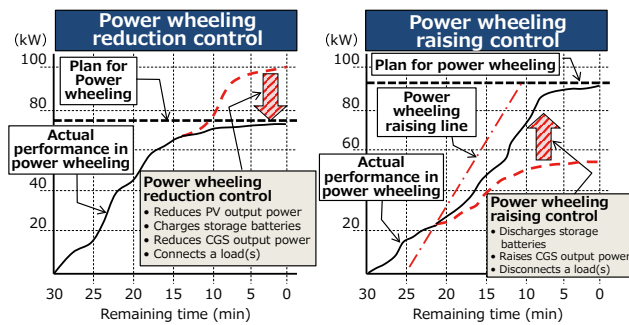 Power wheeling
reduction control
(kW)
100
80
60
40
20
Plan for
Power
wheeling
Actual
performance in
power wheeling
Power wheeling
reduction control
• Reduces PV output power
• Charges storage batteries
• Reduces CGS output power
• Connects a load(s)
30 25 20 15 10 5 0
Remaining time (min)
Power wheeling
raising control
(kW)
100
80
60
40
20
Plan for power wheeling
Power
wheeling
raising line
Actual
performance in
power wheeling
Power wheeling
raising control
• Discharges storage
batteries
• Raises CGS output power
• Disconnects a load(s)
30 25 20 15 10 5 0
Remaining time (min)